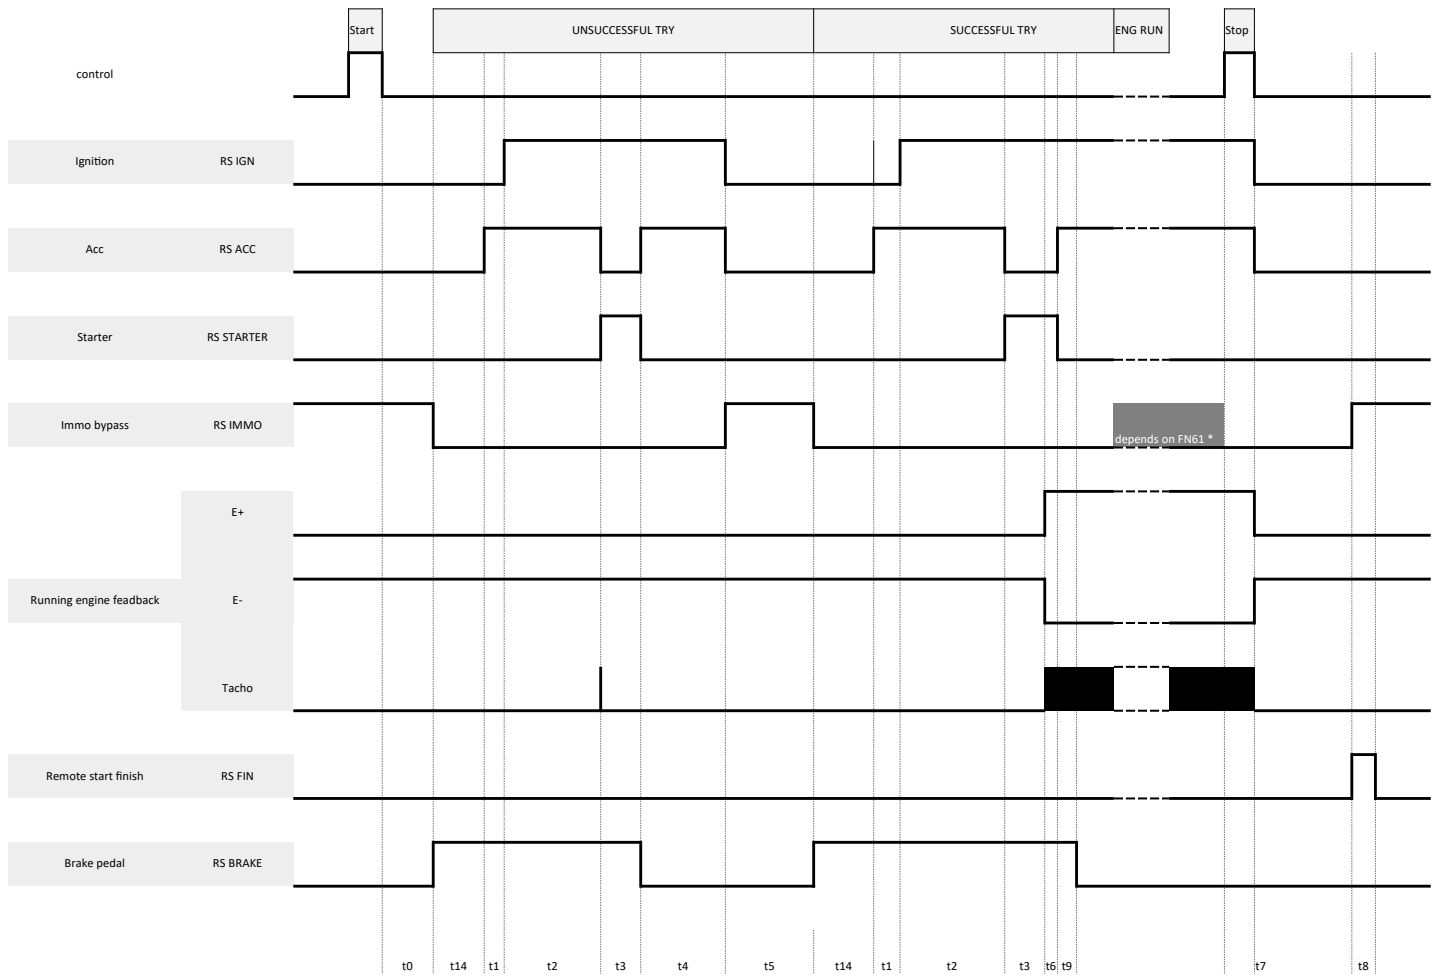 Start
UNSUCCESSFUL TRY
SUCCESSFUL TRY
ENG RUN
Stop
control
Ignition
RS IGN
Acc
RS ACC
Starter
RS STARTER
Immo bypass
RS IMMO
depends on FN61 *
E+
Running engine feadback
E-
Tacho
Remote start finish
RS FIN
Brake pedal
RS BRAKE
t0
t14
t1
t2
t3
t4
t5
t14
t1
t2
t3
t6
t9
t7
t8